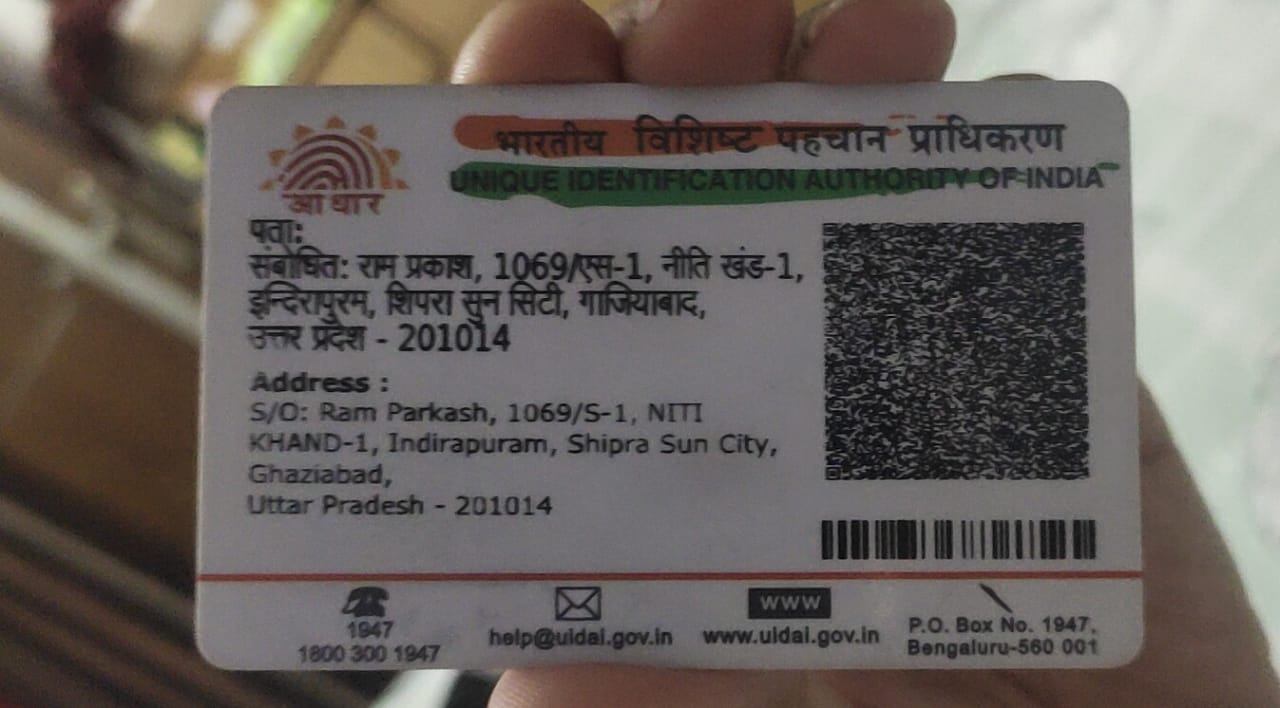 भारतीय विशिष्ट पहचान प्राधिकरण
UNIQUE IDENTIFICATION AUTHORITY OF INDIA
आधार
पता:
संबोधित: राम प्रकाश, 1069/एस-1, नीति खंड-1,
इन्दिरापुरम, शिपरा सुन सिटी, गाजियाबाद,
उत्तर प्रदेश - 201014
Address :
S/O: Ram Parkash, 1069/S-1, NITI
KHAND-1, Indirapuram, Shipra Sun City,
Ghaziabad,
Uttar Pradesh - 201014
1947
1800 300 1947
help@uidai.gov.in
WWW
www.uidai.gov.in
P.O. Box No. 1947,
Bengaluru-560 001